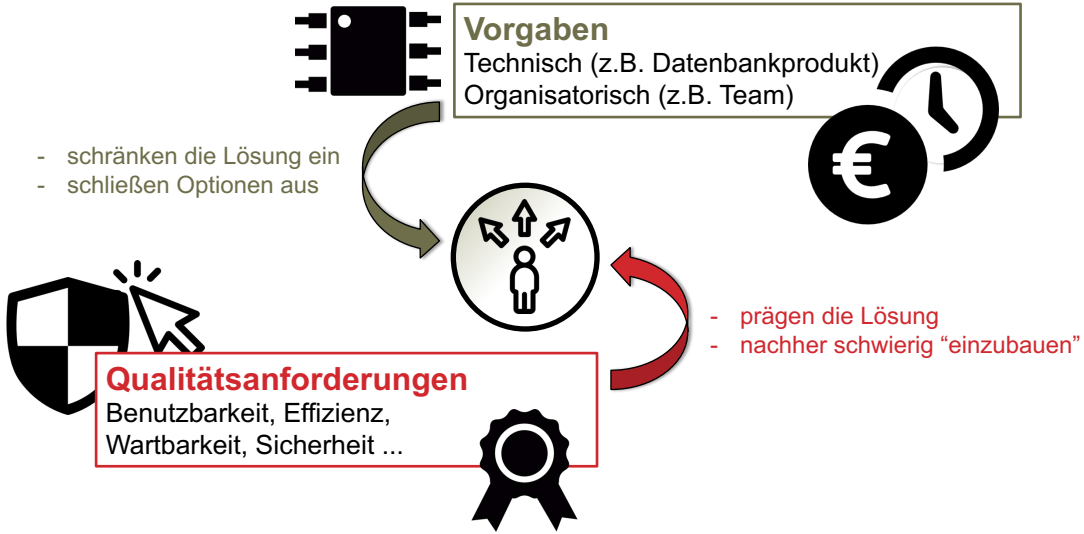 Vorgaben
Technisch (z.B. Datenbankprodukt)
Organisatorisch (z.B. Team)
€
- schränken die Lösung ein
- schließen Optionen aus
- prägen die Lösung
- nachher schwierig “einzubauen”
Qualitätsanforderungen
Benutzbarkeit, Effizienz,
Wartbarkeit, Sicherheit ...